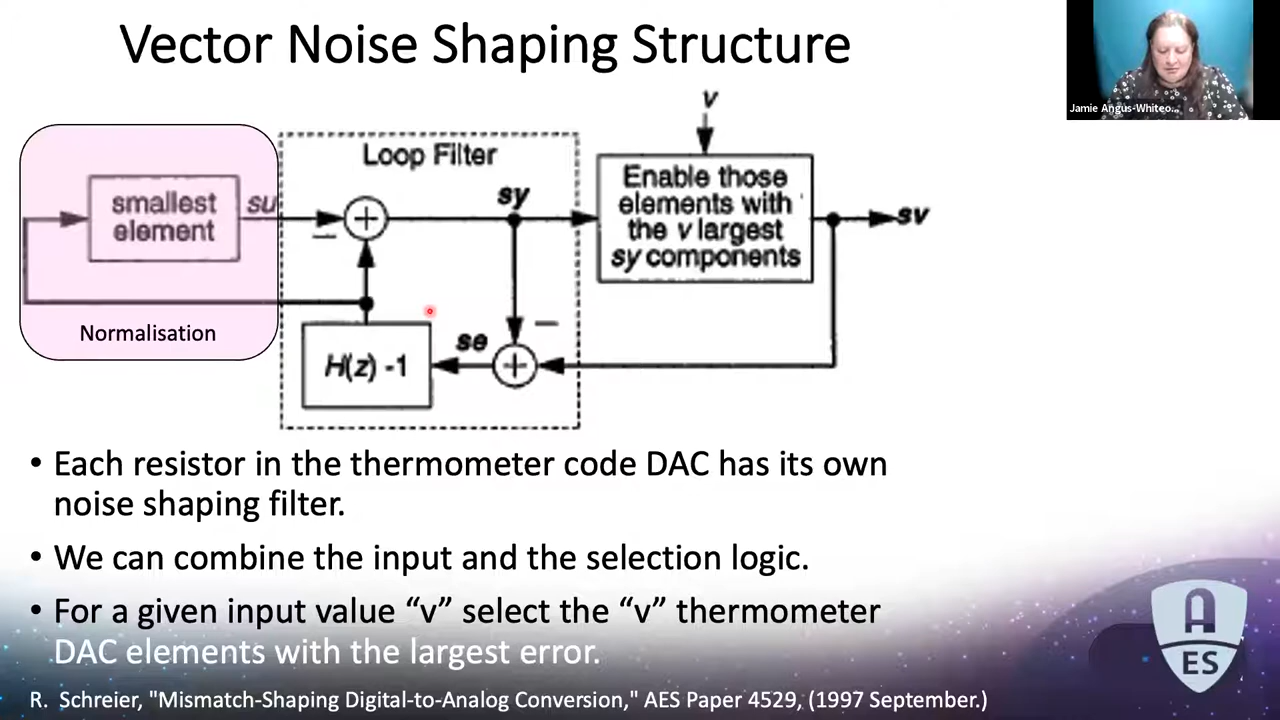 Vector Noise Shaping Structure
Jamie Angus-Whiteo...
v
Loop Filter
smallest
element
su
sy
Enable those
elements with
the v largest
sy components
sv
Normalisation
H(z) -1
se
• Each resistor in the thermometer code DAC has its own
noise shaping filter.
• We can combine the input and the selection logic.
• For a given input value “v” select the “v” thermometer
DAC elements with the largest error.
R. Schreier, "Mismatch-Shaping Digital-to-Analog Conversion," AES Paper 4529, (1997 September.)
A
ES